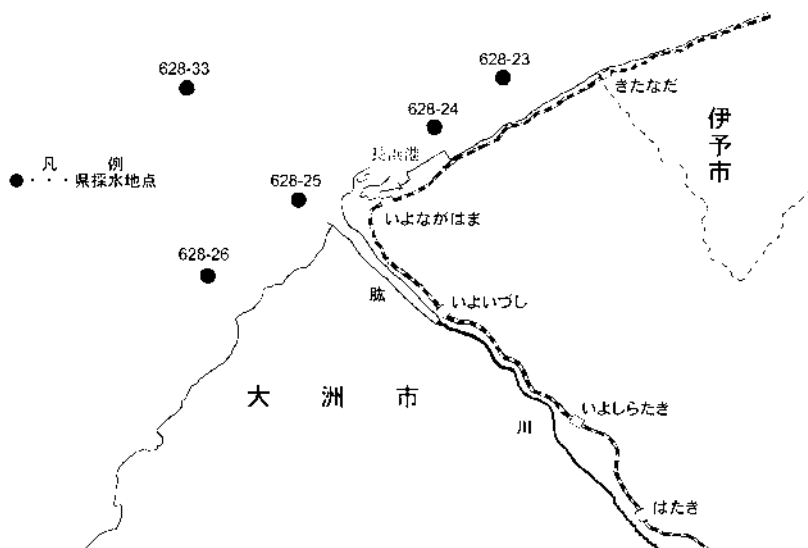 628-33
628-23
きたなだ
628-24
伊予市
凡 例
●・・・県採水地点
628-25
いよながはま
628-26
肱川
いよいづし
大洲市
いよしらたき
はたき